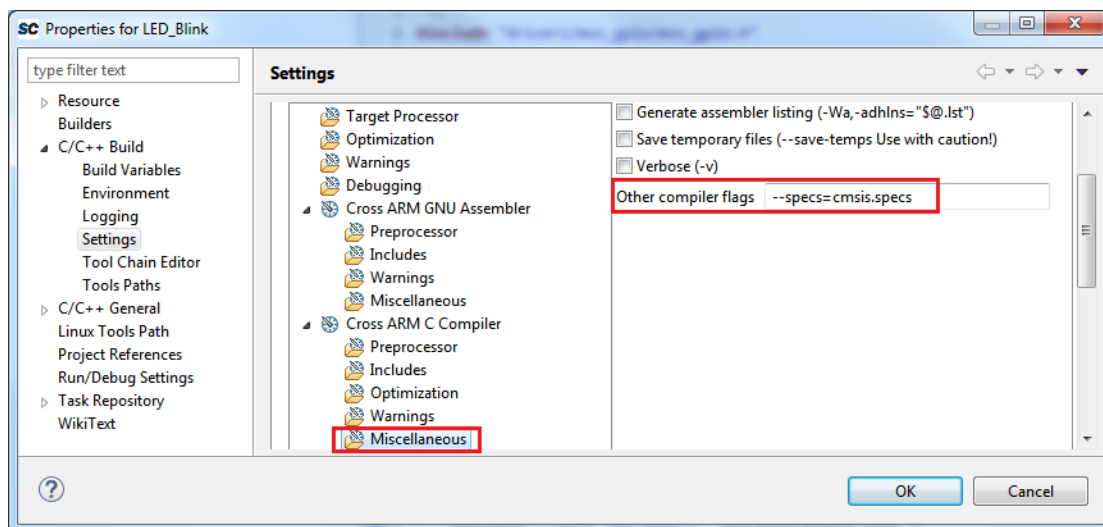 SC Properties for LED_Blink
type filter text
Resource
Builders
C/C++ Build
Build Variables
Environment
Logging
Settings
Tool Chain Editor
Tools Paths
C/C++ General
Linux Tools Path
Project References
Run/Debug Settings
Task Repository
WikiText
Settings
Target Processor
Optimization
Warnings
Debugging
Cross ARM GNU Assembler
Preprocessor
Includes
Warnings
Miscellaneous
Cross ARM C Compiler
Preprocessor
Includes
Optimization
Warnings
Miscellaneous
Generate assembler listing (-Wa,-adhlns="$@.lst")
Save temporary files (--save-temps Use with caution!)
Verbose (-v)
Other compiler flags --specs=cmsis.specs
?
OK Cancel